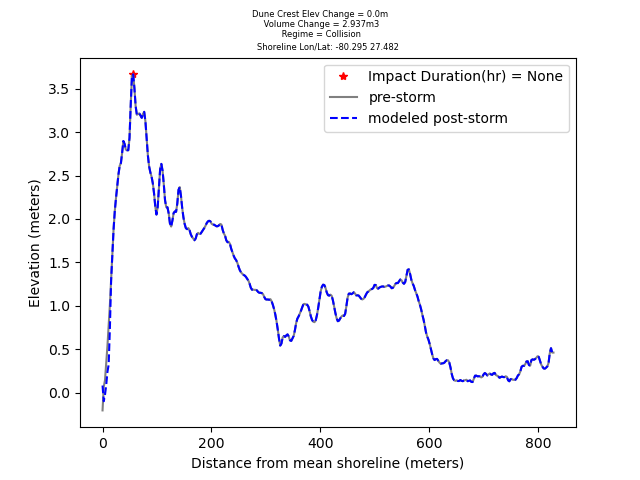 Dune Crest Elev Change = 0.0m
Volume Change = 2.937m3
Regime = Collision
Shoreline Lon/Lat: -80.295 27.482
Impact Duration(hr) = None
pre-storm
modeled post-storm
Elevation (meters)
3.5
3.0
2.5
2.0
1.5
1.0
0.5
0.0
0 200 400 600 800
Distance from mean shoreline (meters)